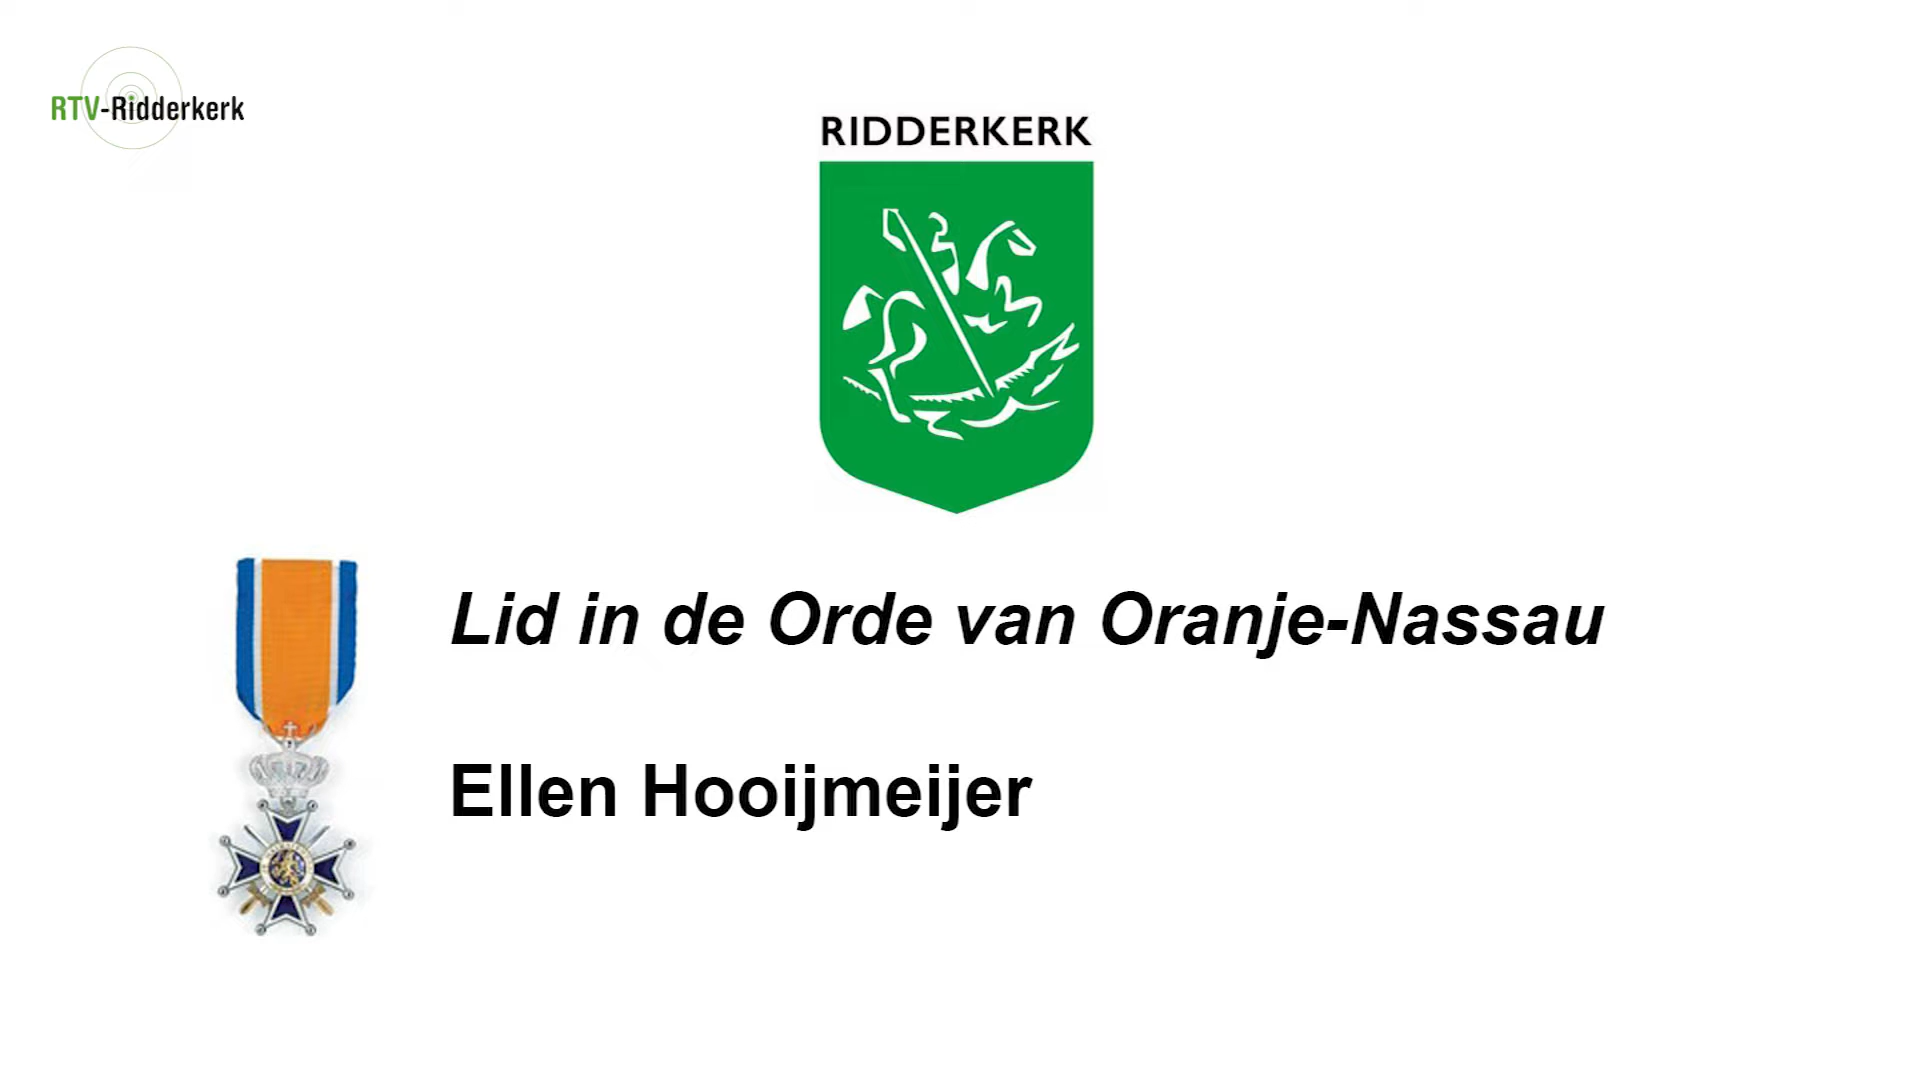 RTV-Ridderkerk
RIDDERKERK
Lid in de Orde van Oranje-Nassau
Ellen Hooijmeijer